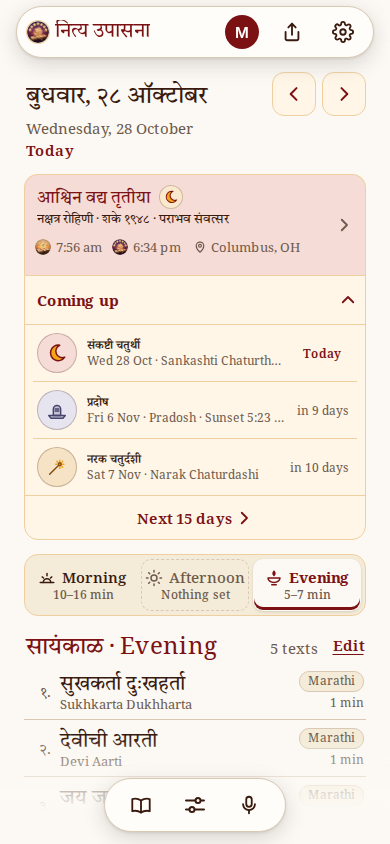 नित्य उपासना
M
बुधवार, २८ ऑक्टोबर
Wednesday, 28 October
Today
आश्विन वद्य तृतीया
नक्षत्र रोहिणी · शके १९४८ · पराभव संवत्सर
7:56 am 6:34 pm Columbus, OH
Coming up
संकष्टी चतुर्थी
Wed 28 Oct · Sankashti Chaturth...
Today
प्रदोष
Fri 6 Nov · Pradosh · Sunset 5:23 ...
in 9 days
नरक चतुर्दशी
Sat 7 Nov · Narak Chaturdashi
in 10 days
Next 15 days
Morning
10–16 min
Afternoon
Nothing set
Evening
5–7 min
सायंकाळ · Evening
5 texts
Edit
१. सुखकर्ता दुःखहर्ता
Sukhkarta Dukhharta
Marathi
1 min
२. देवीची आरती
Devi Aarti
Marathi
1 min
जय
Marathi